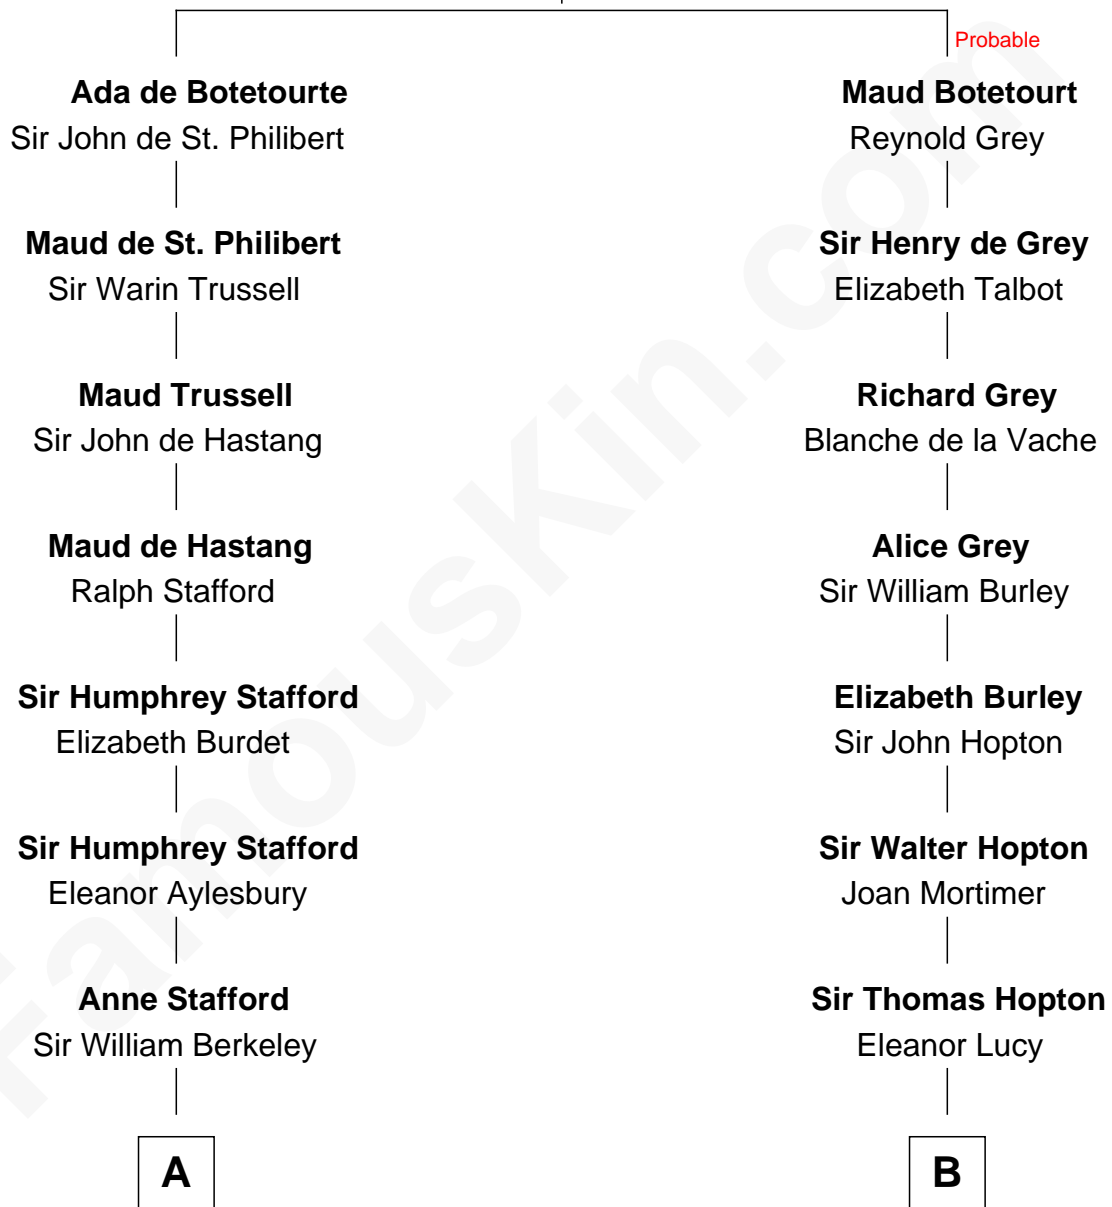 Probable
Ada de Botetourte
Sir John de St. Philibert
Maud de St. Philibert
Sir Warin Trussell
Maud Trussell
Sir John de Hastang
Maud de Hastang
Ralph Stafford
Sir Humphrey Stafford
Elizabeth Burdet
Sir Humphrey Stafford
Eleanor Aylesbury
Anne Stafford
Sir William Berkeley
A
Maud Botetourt
Reynold Grey
Sir Henry de Grey
Elizabeth Talbot
Richard Grey
Blanche de la Vache
Alice Grey
Sir William Burley
Elizabeth Burley
Sir John Hopton
Sir Walter Hopton
Joan Mortimer
Sir Thomas Hopton
Eleanor Lucy
B
FamousKin.com